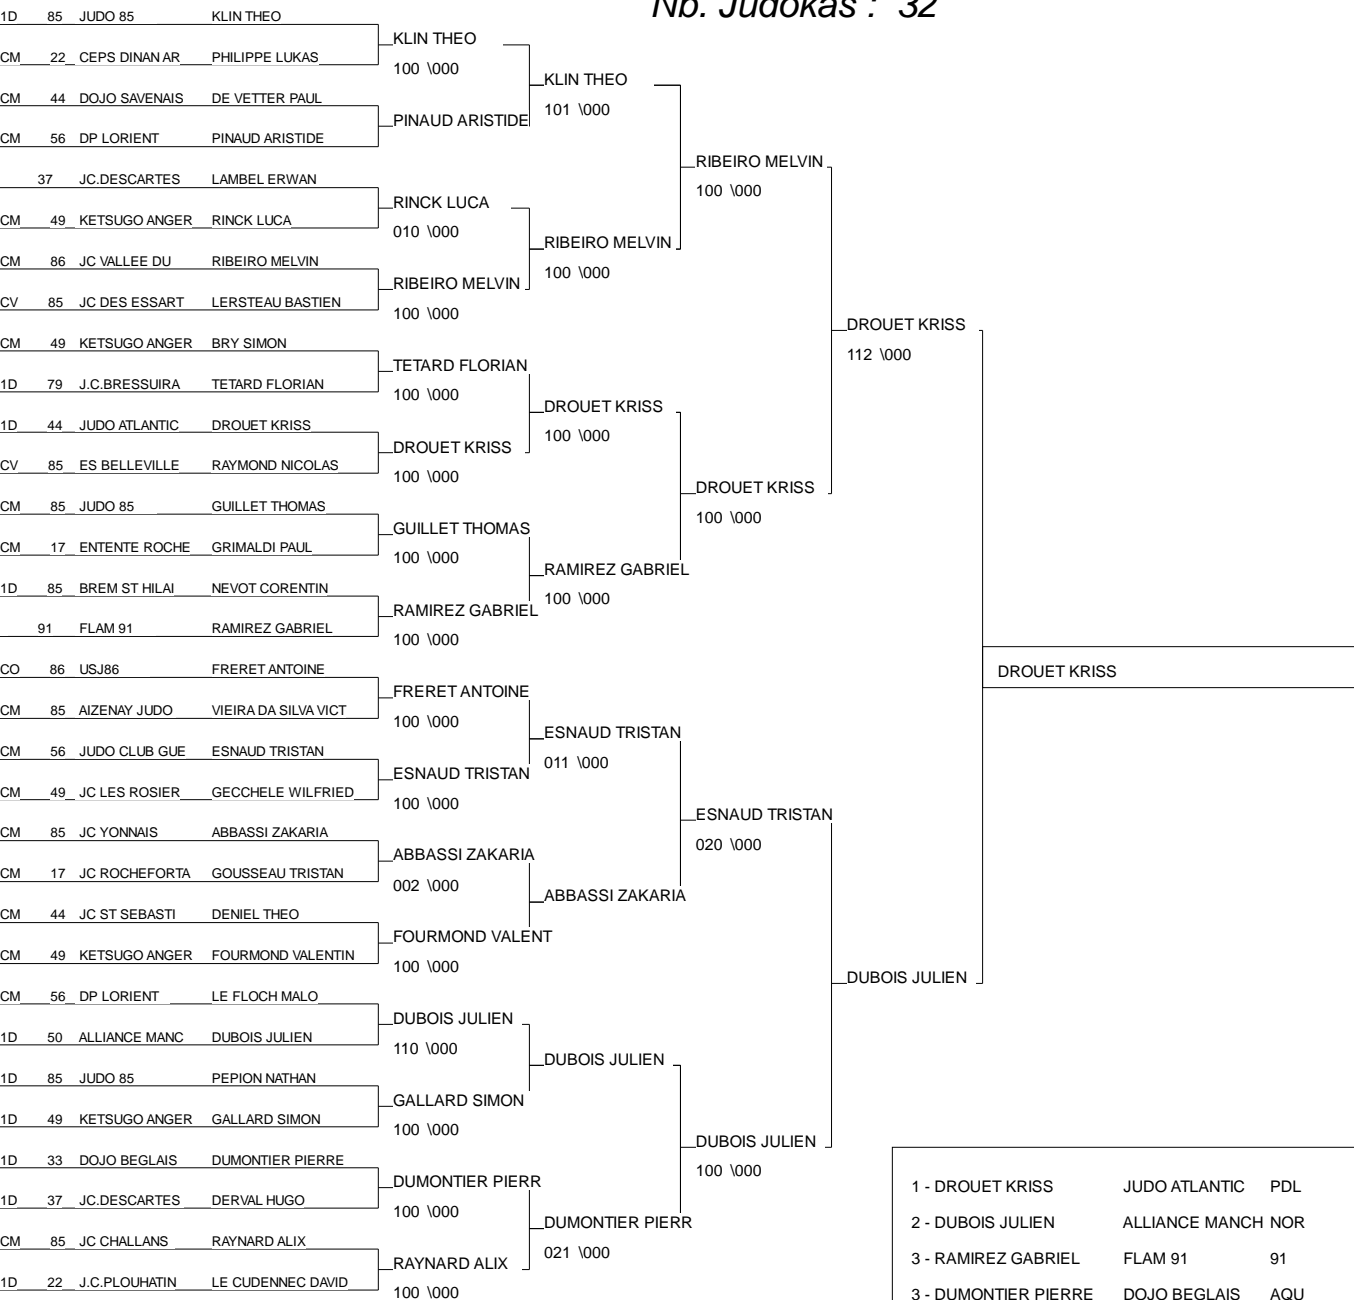 Nb. Judokas : 32
1D 85 JUDO 85 KLIN THEO
CM 22 CEPS DINAN AR PHILIPPE LUKAS
CM 44 DOJO SAVENAIS DE VETTER PAUL
CM 56 DP LORIENT PINAUD ARISTIDE
37 JC.DESCARTES LAMBEL ERWAN
CM 49 KETSUGO ANGER RINCK LUCA
CM 86 JC VALLEE DU RIBEIRO MELVIN
CV 85 JC DES ESSART LERSTEAU BASTIEN
CM 49 KETSUGO ANGER BRY SIMON
1D 79 J.C.BRESSUIRA TETARD FLORIAN
1D 44 JUDO ATLANTIC DROUET KRISS
CV 85 ES BELLEVILLE RAYMOND NICOLAS
CM 85 JUDO 85 GUILLET THOMAS
CM 17 ENTENTE ROCHE GRIMALDI PAUL
1D 85 BREM ST HILAI NEVOT CORENTIN
91 FLAM 91 RAMIREZ GABRIEL
CO 86 USJ86 FRERET ANTOINE
CM 85 AIZENAY JUDO VIEIRA DA SILVA VICT
CM 56 JUDO CLUB GUE ESNAUD TRISTAN
CM 49 JC LES ROSIER GECCHELE WILFRIED
CM 85 JC YONNAIS ABBASSI ZAKARIA
CM 17 JC ROCHEFORTA GOUSSEAU TRISTAN
CM 44 JC ST SEBASTI DENIEL THEO
CM 49 KETSUGO ANGER FOURMOND VALENTIN
CM 56 DP LORIENT LE FLOCH MALO
1D 50 ALLIANCE MANC DUBOIS JULIEN
1D 85 JUDO 85 PEPION NATHAN
1D 49 KETSUGO ANGER GALLARD SIMON
1D 33 DOJO BEGLAIS DUMONTIER PIERRE
1D 37 JC.DESCARTES DERVAL HUGO
CM 85 JC CHALLANS RAYNARD ALIX
1D 22 J.C.PLOUHATIN LE CUDENNEC DAVID
KLIN THEO
100 \000
PINAUD ARISTIDE
RINCK LUCA
010 \000
RIBEIRO MELVIN
100 \000
TETARD FLORIAN
100 \000
DROUET KRISS
100 \000
GUILLET THOMAS
100 \000
RAMIREZ GABRIEL
100 \000
FRERET ANTOINE
100 \000
ESNAUD TRISTAN
100 \000
ABBASSI ZAKARIA
002 \000
FOURMOND VALENT
100 \000
DUBOIS JULIEN
110 \000
GALLARD SIMON
100 \000
DUMONTIER PIERR
100 \000
RAYNARD ALIX
100 \000
KLIN THEO
101 \000
RIBEIRO MELVIN
100 \000
DROUET KRISS
100 \000
RAMIREZ GABRIEL
100 \000
ESNAUD TRISTAN
011 \000
ABBASSI ZAKARIA
DUBOIS JULIEN
DUMONTIER PIERR
021 \000
RIBEIRO MELVIN
100 \000
DROUET KRISS
100 \000
ESNAUD TRISTAN
020 \000
DUBOIS JULIEN
100 \000
DROUET KRISS
112 \000
DUBOIS JULIEN
DROUET KRISS
1 - DROUET KRISS JUDO ATLANTIC PDL
2 - DUBOIS JULIEN ALLIANCE MANCH NOR
3 - RAMIREZ GABRIEL FLAM 91 91
3 - DUMONTIER PIERRE DOJO BEGLAIS AQU